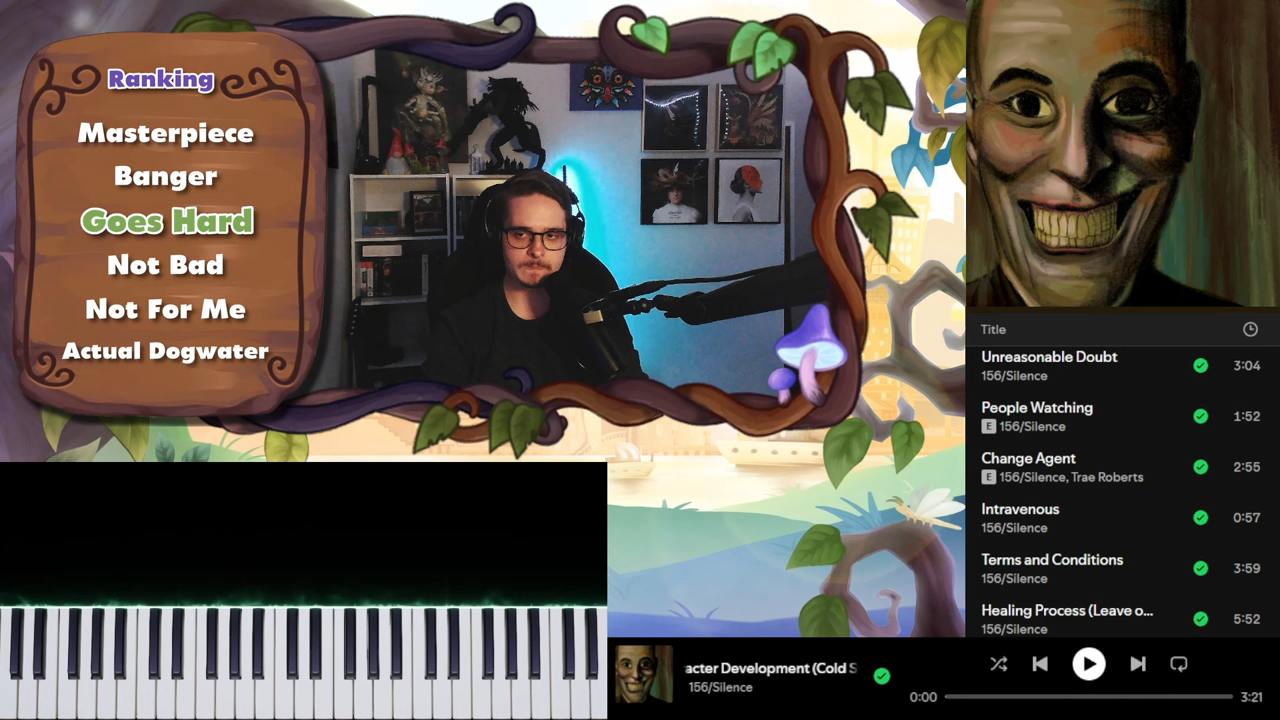 Ranking
Masterpiece
Banger
Goes Hard
Not Bad
Not For Me
Actual Dogwater
Title
Unreasonable Doubt
156/Silence
3:04
People Watching
E 156/Silence
1:52
Change Agent
E 156/Silence, Trae Roberts
2:55
Intravenous
156/Silence
0:57
Terms and Conditions
156/Silence
3:59
Healing Process (Leave o...
156/Silence
5:52
acter Development (Cold S
156/Silence
0:00
3:21